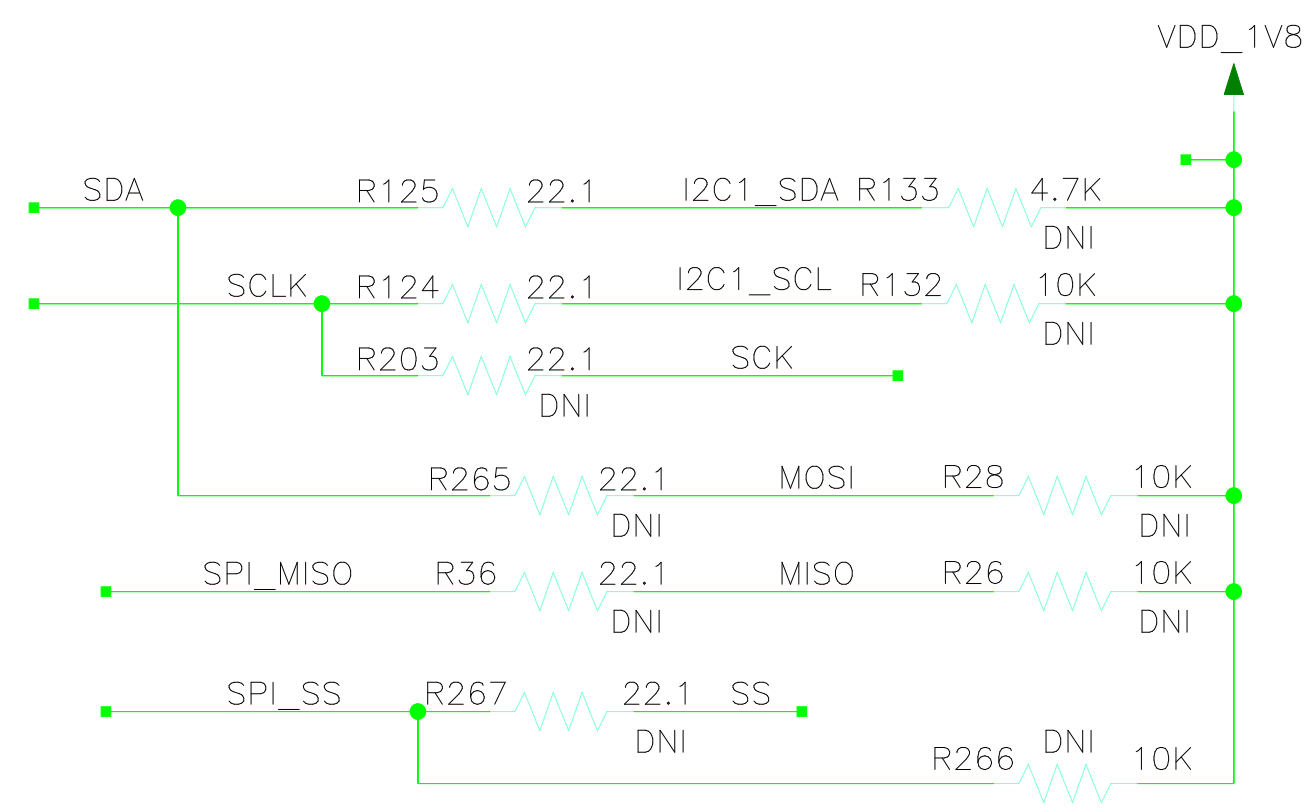 VDD_1V8
SDA R125 22.1 I2C1_SDA R133 4.7K
DNI
SCLK R124 22.1 I2C1_SCL R132 10K
DNI
R203 22.1 SCK
DNI
R265 22.1 MOSI R28 10K
DNI DNI
SPI_MISO R36 22.1 MISO R26 10K
DNI DNI
SPI_SS R267 22.1 SS
DNI DNI
R266 10K